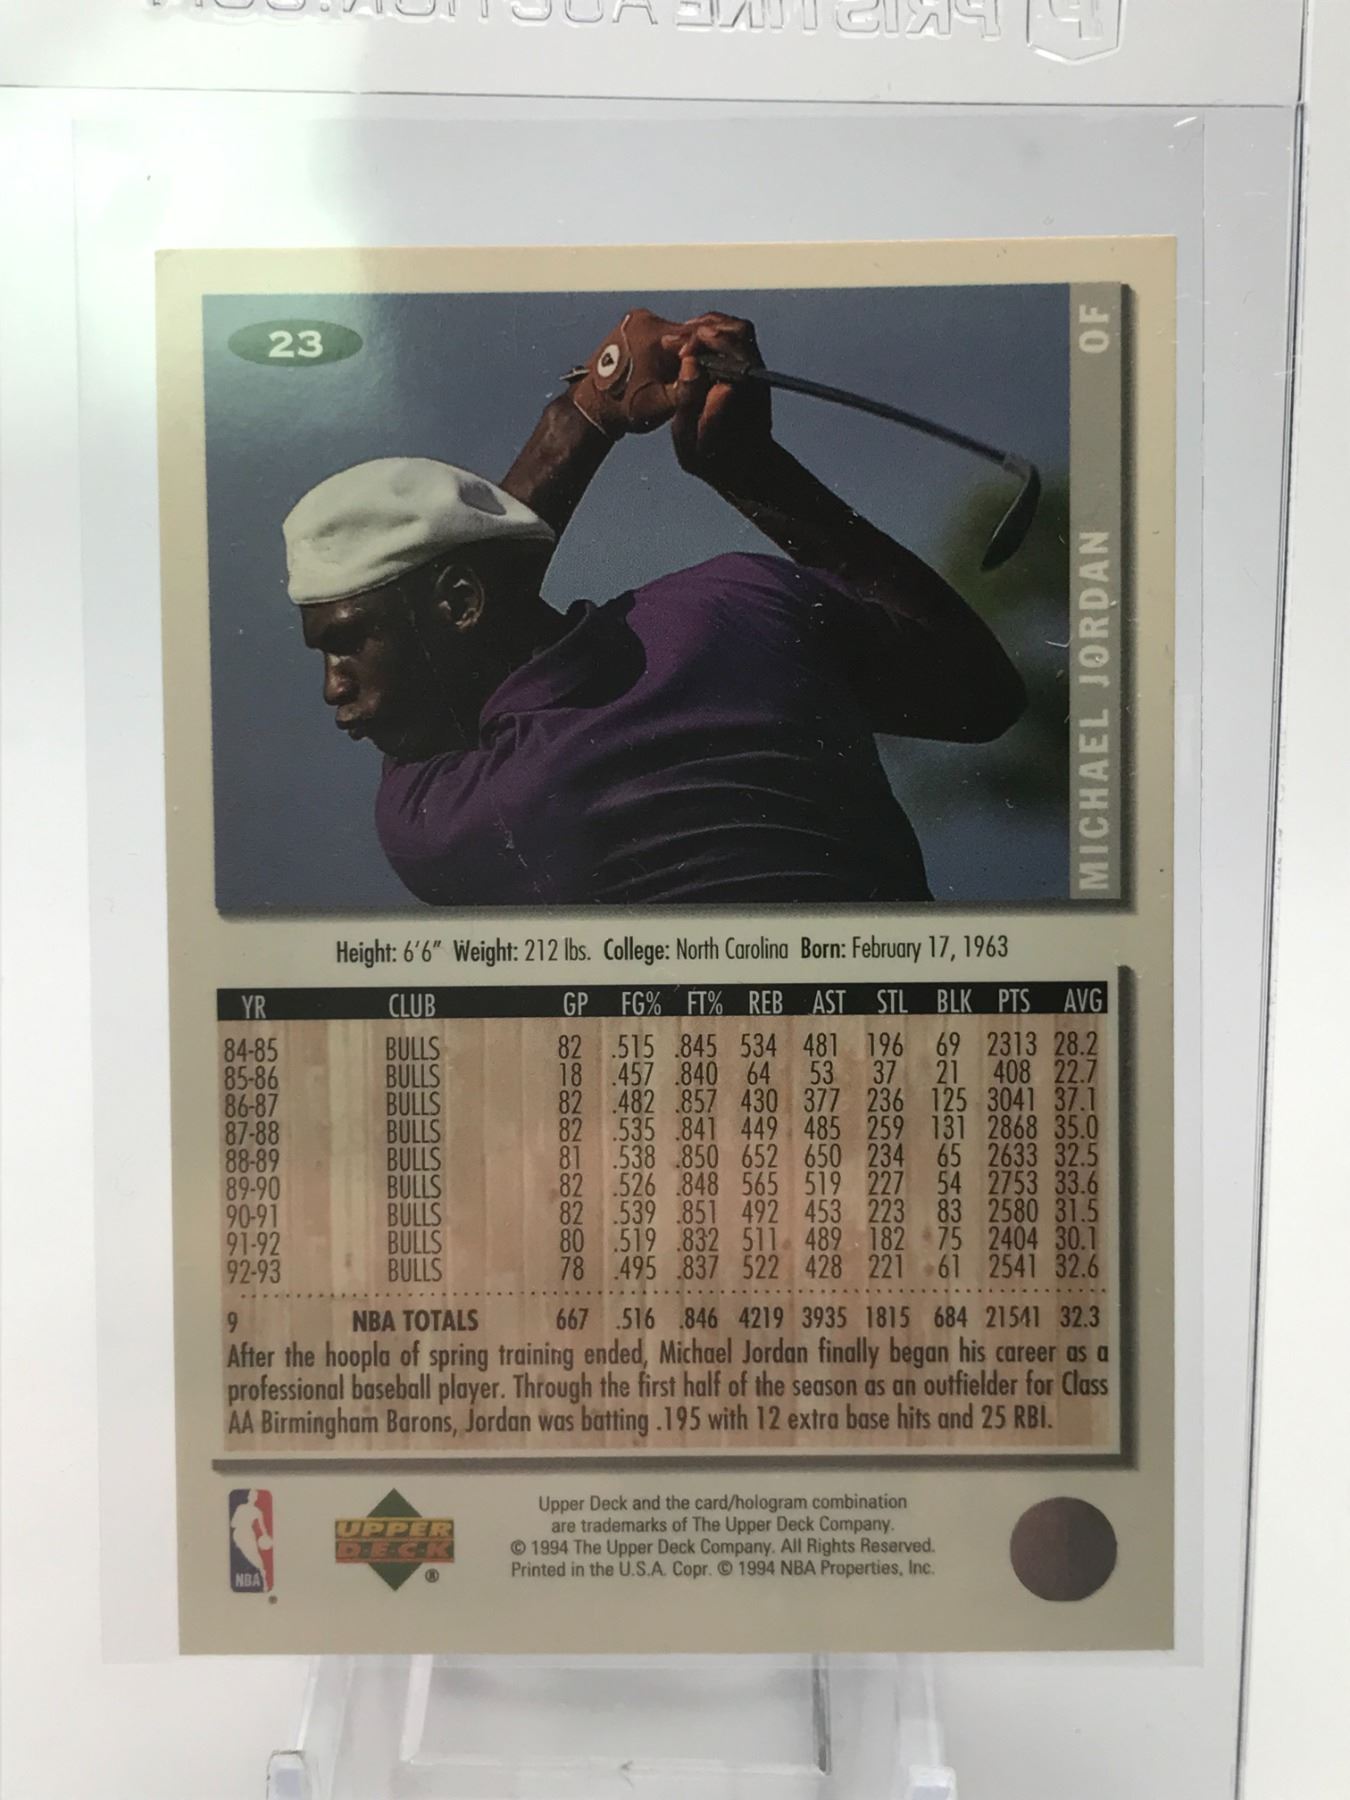 PRISTINE AUCTION.COM
23
OF
MICHAEL JORDAN
Height: 6'6" Weight: 212 lbs. College: North Carolina Born: February 17, 1963
YR CLUB GP FG% FT% REB AST STL BLK PTS AVG
84-85 BULLS 82 .515 .845 534 481 196 69 2313 28.2
85-86 BULLS 18 .457 .840 64 53 37 21 408 22.7
86-87 BULLS 82 .482 .857 430 377 236 125 3041 37.1
87-88 BULLS 82 .535 .841 449 485 259 131 2868 35.0
88-89 BULLS 81 .538 .850 652 650 234 65 2633 32.5
89-90 BULLS 82 .526 .848 565 519 227 54 2753 33.6
90-91 BULLS 82 .539 .851 492 453 223 83 2580 31.5
91-92 BULLS 80 .519 .832 511 489 182 75 2404 30.1
92-93 BULLS 78 .495 .837 522 428 221 61 2541 32.6
9 NBA TOTALS 667 .516 .846 4219 3935 1815 684 21541 32.3
After the hoopla of spring training ended, Michael Jordan finally began his career as a
professional baseball player. Through the first half of the season as an outfielder for Class
AA Birmingham Barons, Jordan was batting .195 with 12 extra base hits and 25 RBI.
NBA
UPPER
DECK
®
Upper Deck and the card/hologram combination
are trademarks of The Upper Deck Company.
© 1994 The Upper Deck Company. All Rights Reserved.
Printed in the U.S.A. Copr. © 1994 NBA Properties, Inc.